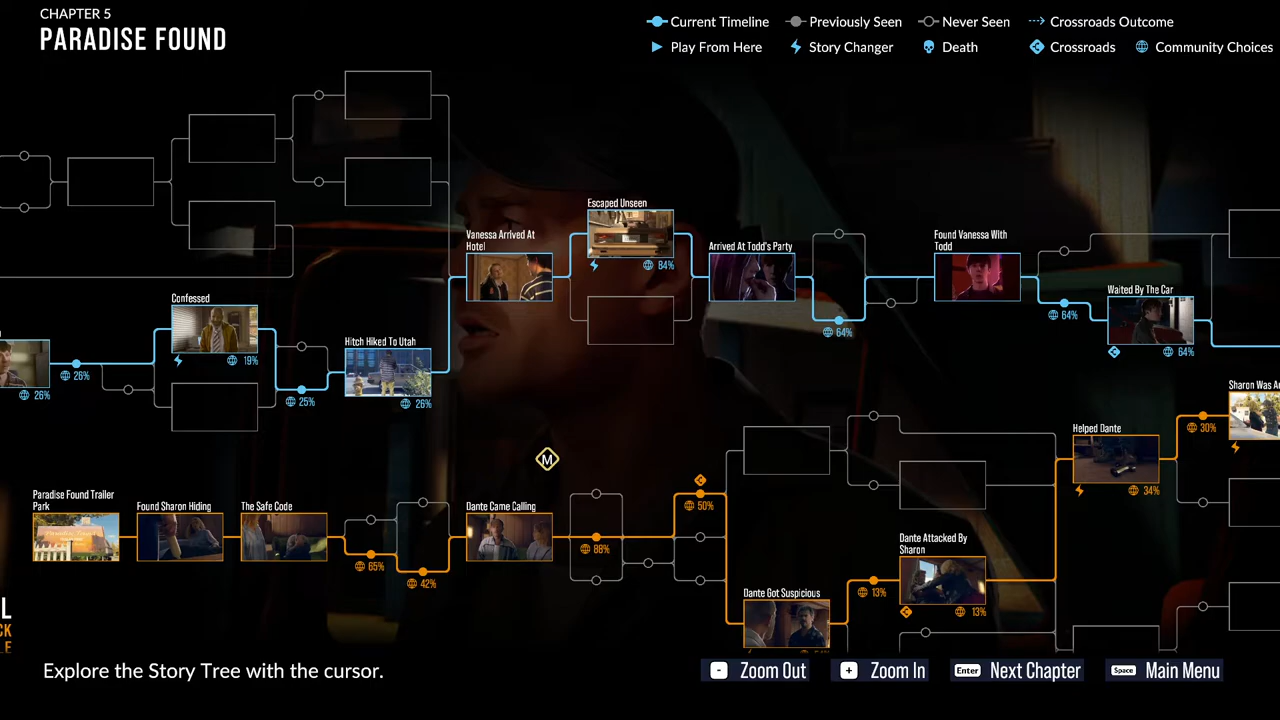 CHAPTER 5
PARADISE FOUND
Current Timeline
Previously Seen
Never Seen
Crossroads Outcome
Play From Here
Story Changer
Death
Crossroads
Community Choices
Escaped Unseen
84%
Vanessa Arrived At
Hotel
Arrived At Todd's Party
64%
Found Vanessa With
Todd
64%
Waited By The Car
64%
Confessed
19%
26%
26%
25%
Hitch Hiked To Utah
26%
Sharon Was
30%
Helped Dante
34%
M
Paradise Found Trailer
Park
Found Sharon Hiding
The Safe Code
65%
42%
Dante Came Calling
88%
50%
Dante Attacked By
Sharon
13%
13%
Dante Got Suspicious
L
CK
LE
Explore the Story Tree with the cursor.
- Zoom Out
+ Zoom In
Enter Next Chapter
Space Main Menu